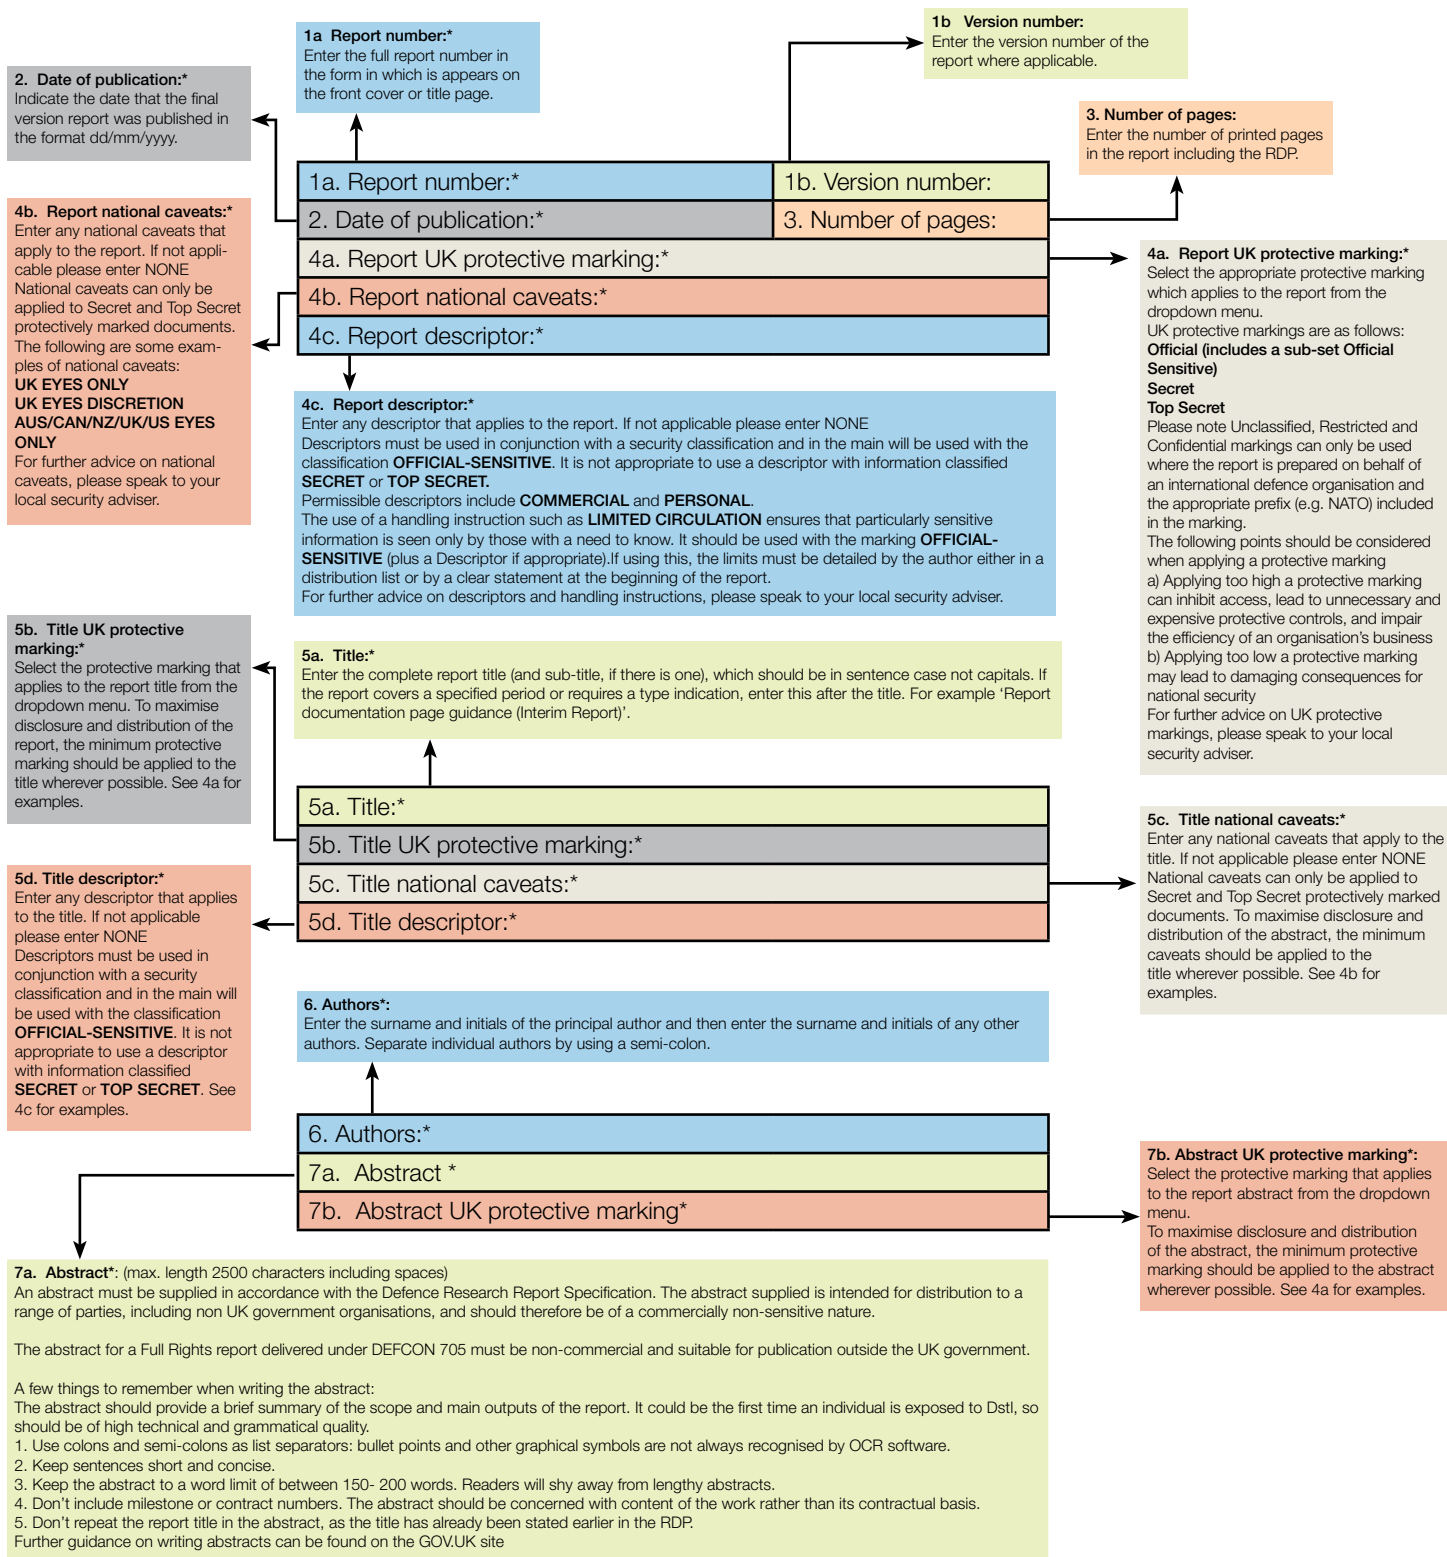 1a Report number:*
Enter the full report number in
the form in which is appears on
the front cover or title page.
1b Version number:
Enter the version number of the
report where applicable.
2. Date of publication:*
Indicate the date that the final
version report was published in
the format dd/mm/yyyy.
3. Number of pages:
Enter the number of printed pages
in the report including the RDP.
1a. Report number:*
1b. Version number:
2. Date of publication:*
3. Number of pages:
4a. Report UK protective marking:*
4b. Report national caveats:*
4c. Report descriptor:*
4b. Report national caveats:*
Enter any national caveats that
apply to the report. If not appli-
cable please enter NONE
National caveats can only be
applied to Secret and Top Secret
protectively marked documents.
The following are some exam-
ples of national caveats:
UK EYES ONLY
UK EYES DISCRETION
AUS/CAN/NZ/UK/US EYES
ONLY
For further advice on national
caveats, please speak to your
local security adviser.
4a. Report UK protective marking:*
Select the appropriate protective marking
which applies to the report from the
dropdown menu.
UK protective markings are as follows:
Official (includes a sub-set Official
Sensitive)
Secret
Top Secret
Please note Unclassified, Restricted and
Confidential markings can only be used
where the report is prepared on behalf of
an international defence organisation and
the appropriate prefix (e.g. NATO) included
in the marking.
The following points should be considered
when applying a protective marking
a) Applying too high a protective marking
can inhibit access, lead to unnecessary and
expensive protective controls, and impair
the efficiency of an organisation's business
b) Applying too low a protective marking
may lead to damaging consequences for
national security
For further advice on UK protective
markings, please speak to your local
security adviser.
4c. Report descriptor:*
Enter any descriptor that applies to the report. If not applicable please enter NONE
Descriptors must be used in conjunction with a security classification and in the main will be used with the
classification OFFICIAL-SENSITIVE. It is not appropriate to use a descriptor with information classified
SECRET or TOP SECRET.
Permissible descriptors include COMMERCIAL and PERSONAL.
The use of a handling instruction such as LIMITED CIRCULATION ensures that particularly sensitive
information is seen only by those with a need to know. It should be used with the marking OFFICIAL-
SENSITIVE (plus a Descriptor if appropriate).If using this, the limits must be detailed by the author either in a
distribution list or by a clear statement at the beginning of the report.
For further advice on descriptors and handling instructions, please speak to your local security adviser.
5b. Title UK protective
marking:*
Select the protective marking that
applies to the report title from the
dropdown menu. To maximise
disclosure and distribution of the
report, the minimum protective
marking should be applied to the
title wherever possible. See 4a for
examples.
5a. Title:*
Enter the complete report title (and sub-title, if there is one), which should be in sentence case not capitals. If
the report covers a specified period or requires a type indication, enter this after the title. For example 'Report
documentation page guidance (Interim Report)'.
5a. Title:*
5b. Title UK protective marking:*
5c. Title national caveats:*
5d. Title descriptor:*
5c. Title national caveats:*
Enter any national caveats that apply to the
title. If not applicable please enter NONE
National caveats can only be applied to
Secret and Top Secret protectively marked
documents. To maximise disclosure and
distribution of the abstract, the minimum
caveats should be applied to the
title wherever possible. See 4b for
examples.
5d. Title descriptor:*
Enter any descriptor that applies
to the title. If not applicable
please enter NONE
Descriptors must be used in
conjunction with a security
classification and in the main will
be used with the classification
OFFICIAL-SENSITIVE. It is not
appropriate to use a descriptor
with information classified
SECRET or TOP SECRET. See
4c for examples.
6. Authors*:
Enter the surname and initials of the principal author and then enter the surname and initials of any other
authors. Separate individual authors by using a semi-colon.
6. Authors:*
7a. Abstract *
7b. Abstract UK protective marking*
7b. Abstract UK protective marking*:
Select the protective marking that applies
to the report abstract from the dropdown
menu.
To maximise disclosure and distribution
of the abstract, the minimum protective
marking should be applied to the abstract
wherever possible. See 4a for examples.
7a. Abstract*: (max. length 2500 characters including spaces)
An abstract must be supplied in accordance with the Defence Research Report Specification. The abstract supplied is intended for distribution to a
range of parties, including non UK government organisations, and should therefore be of a commercially non-sensitive nature.
The abstract for a Full Rights report delivered under DEFCON 705 must be non-commercial and suitable for publication outside the UK government.
A few things to remember when writing the abstract:
The abstract should provide a brief summary of the scope and main outputs of the report. It could be the first time an individual is exposed to Dstl, so
should be of high technical and grammatical quality.
1. Use colons and semi-colons as list separators: bullet points and other graphical symbols are not always recognised by OCR software.
2. Keep sentences short and concise.
3. Keep the abstract to a word limit of between 150- 200 words. Readers will shy away from lengthy abstracts.
4. Don't include milestone or contract numbers. The abstract should be concerned with content of the work rather than its contractual basis.
5. Don't repeat the report title in the abstract, as the title has already been stated earlier in the RDP.
Further guidance on writing abstracts can be found on the GOV.UK site